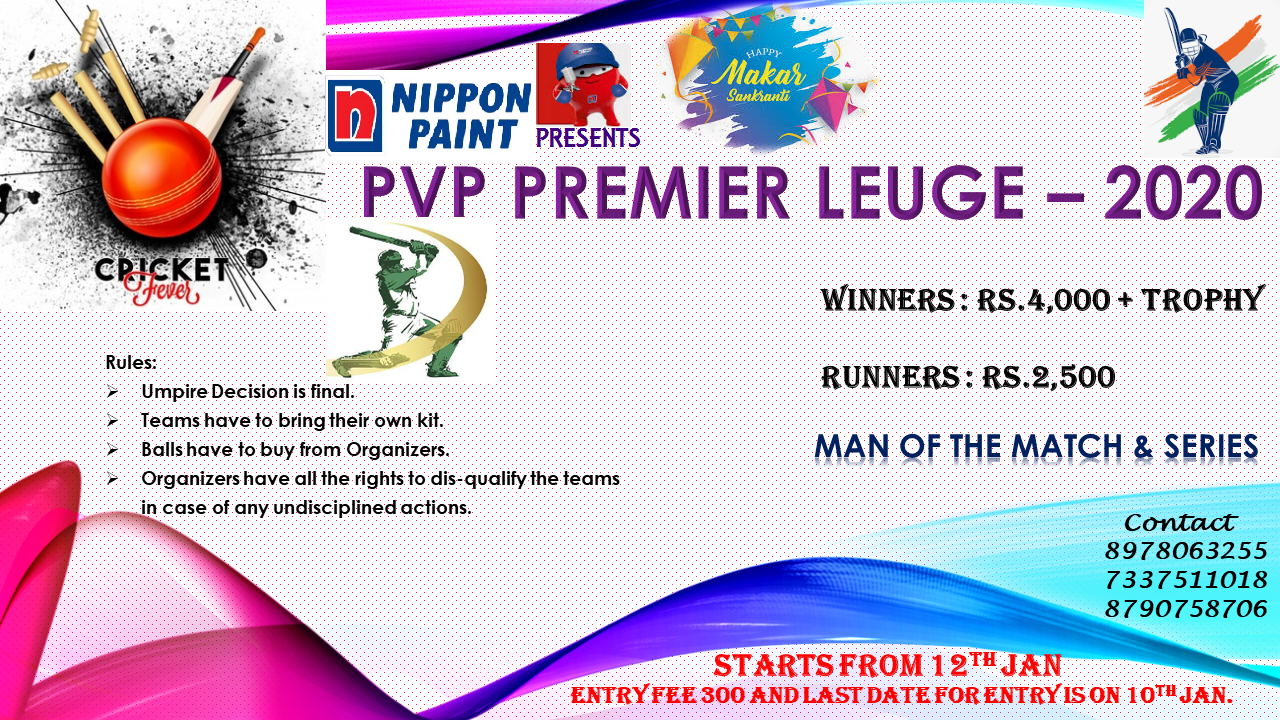 HAPPY
Makar
Sankranti
n NIPPON
PAINT
PRESENTS
PVP PREMIER LEUGE – 2020
CRICKET
Fever
WINNERS : RS.4,000 + TROPHY
RUNNERS : RS.2,500
MAN OF THE MATCH & SERIES
Rules:
➢ Umpire Decision is final.
➢ Teams have to bring their own kit.
➢ Balls have to buy from Organizers.
➢ Organizers have all the rights to dis-qualify the teams
in case of any undisciplined actions.
Contact
8978063255
7337511018
8790758706
STARTS FROM 12TH JAN
ENTRY FEE 300 AND LAST DATE FOR ENTRY IS ON 10TH JAN.